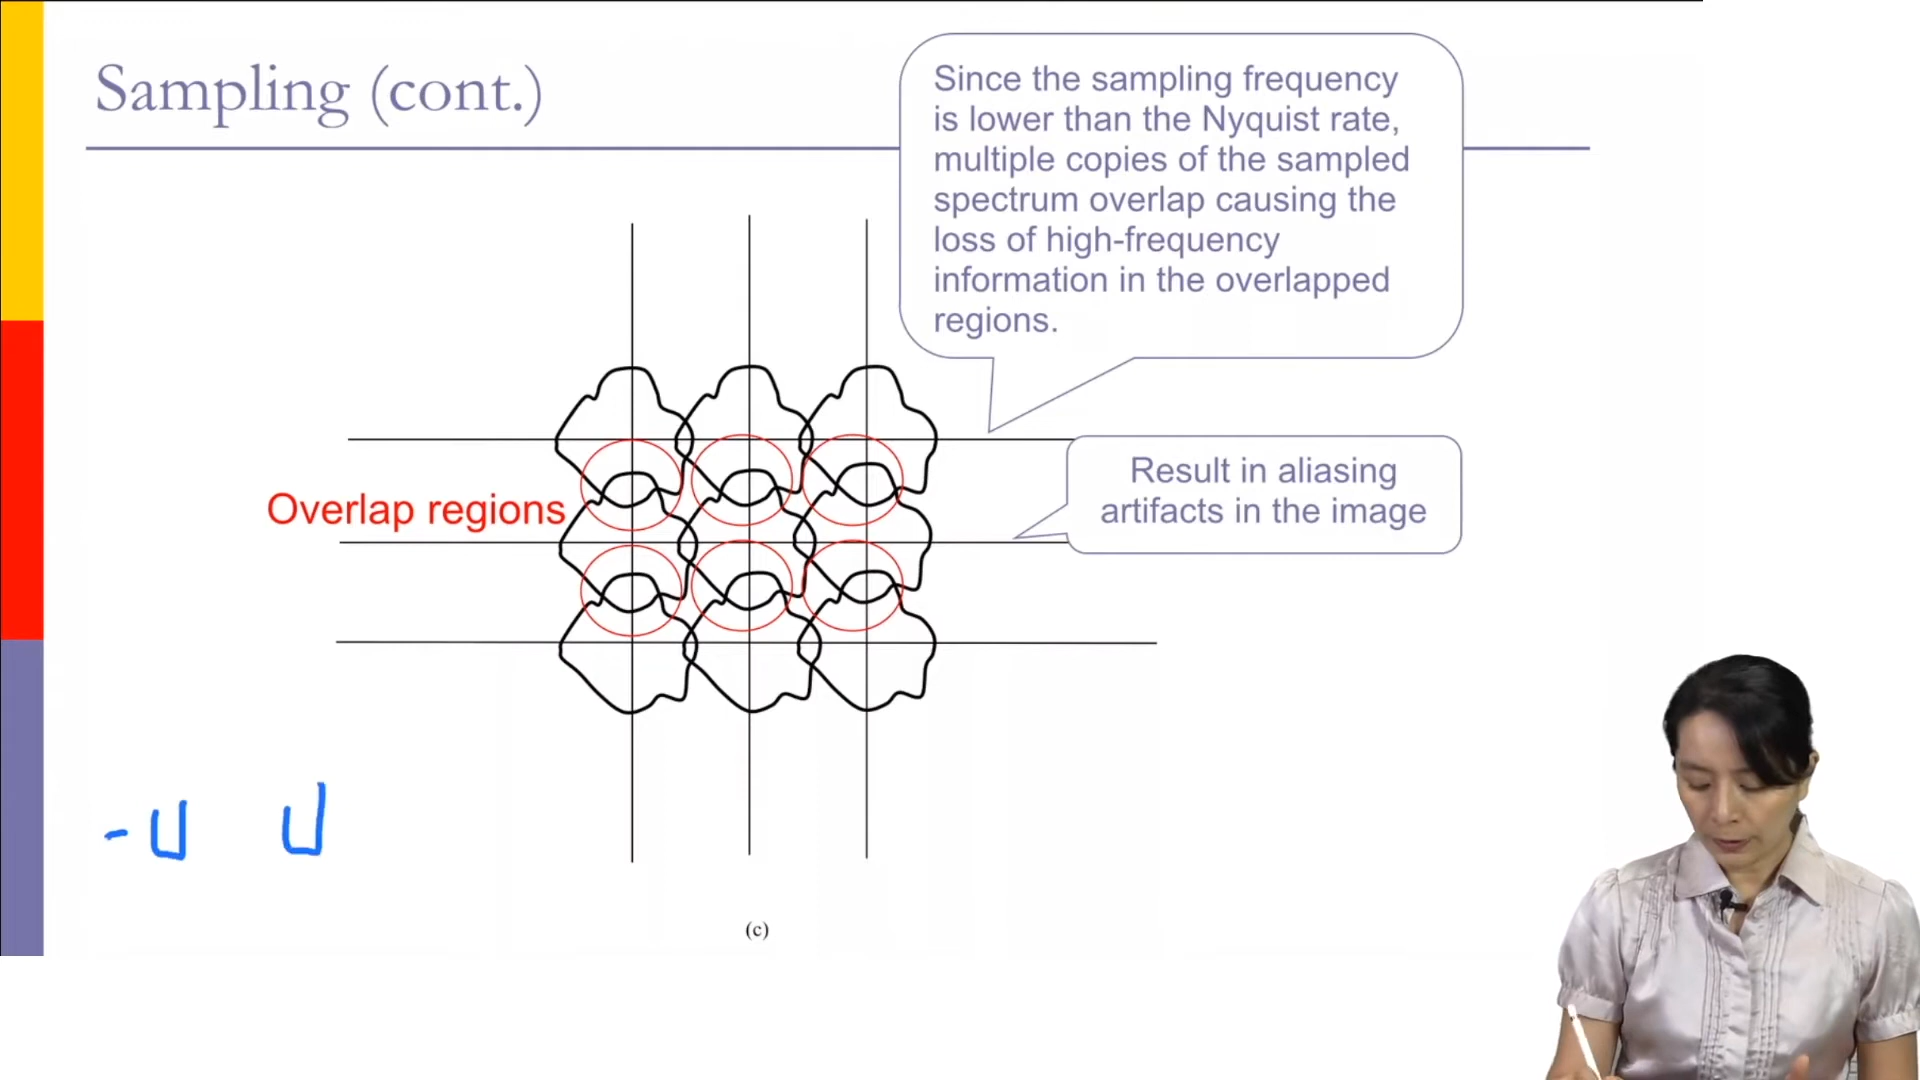 Sampling (cont.)
Since the sampling frequency
is lower than the Nyquist rate,
multiple copies of the sampled
spectrum overlap causing the
loss of high-frequency
information in the overlapped
regions.
Overlap regions
Result in aliasing
artifacts in the image
-U U
(c)